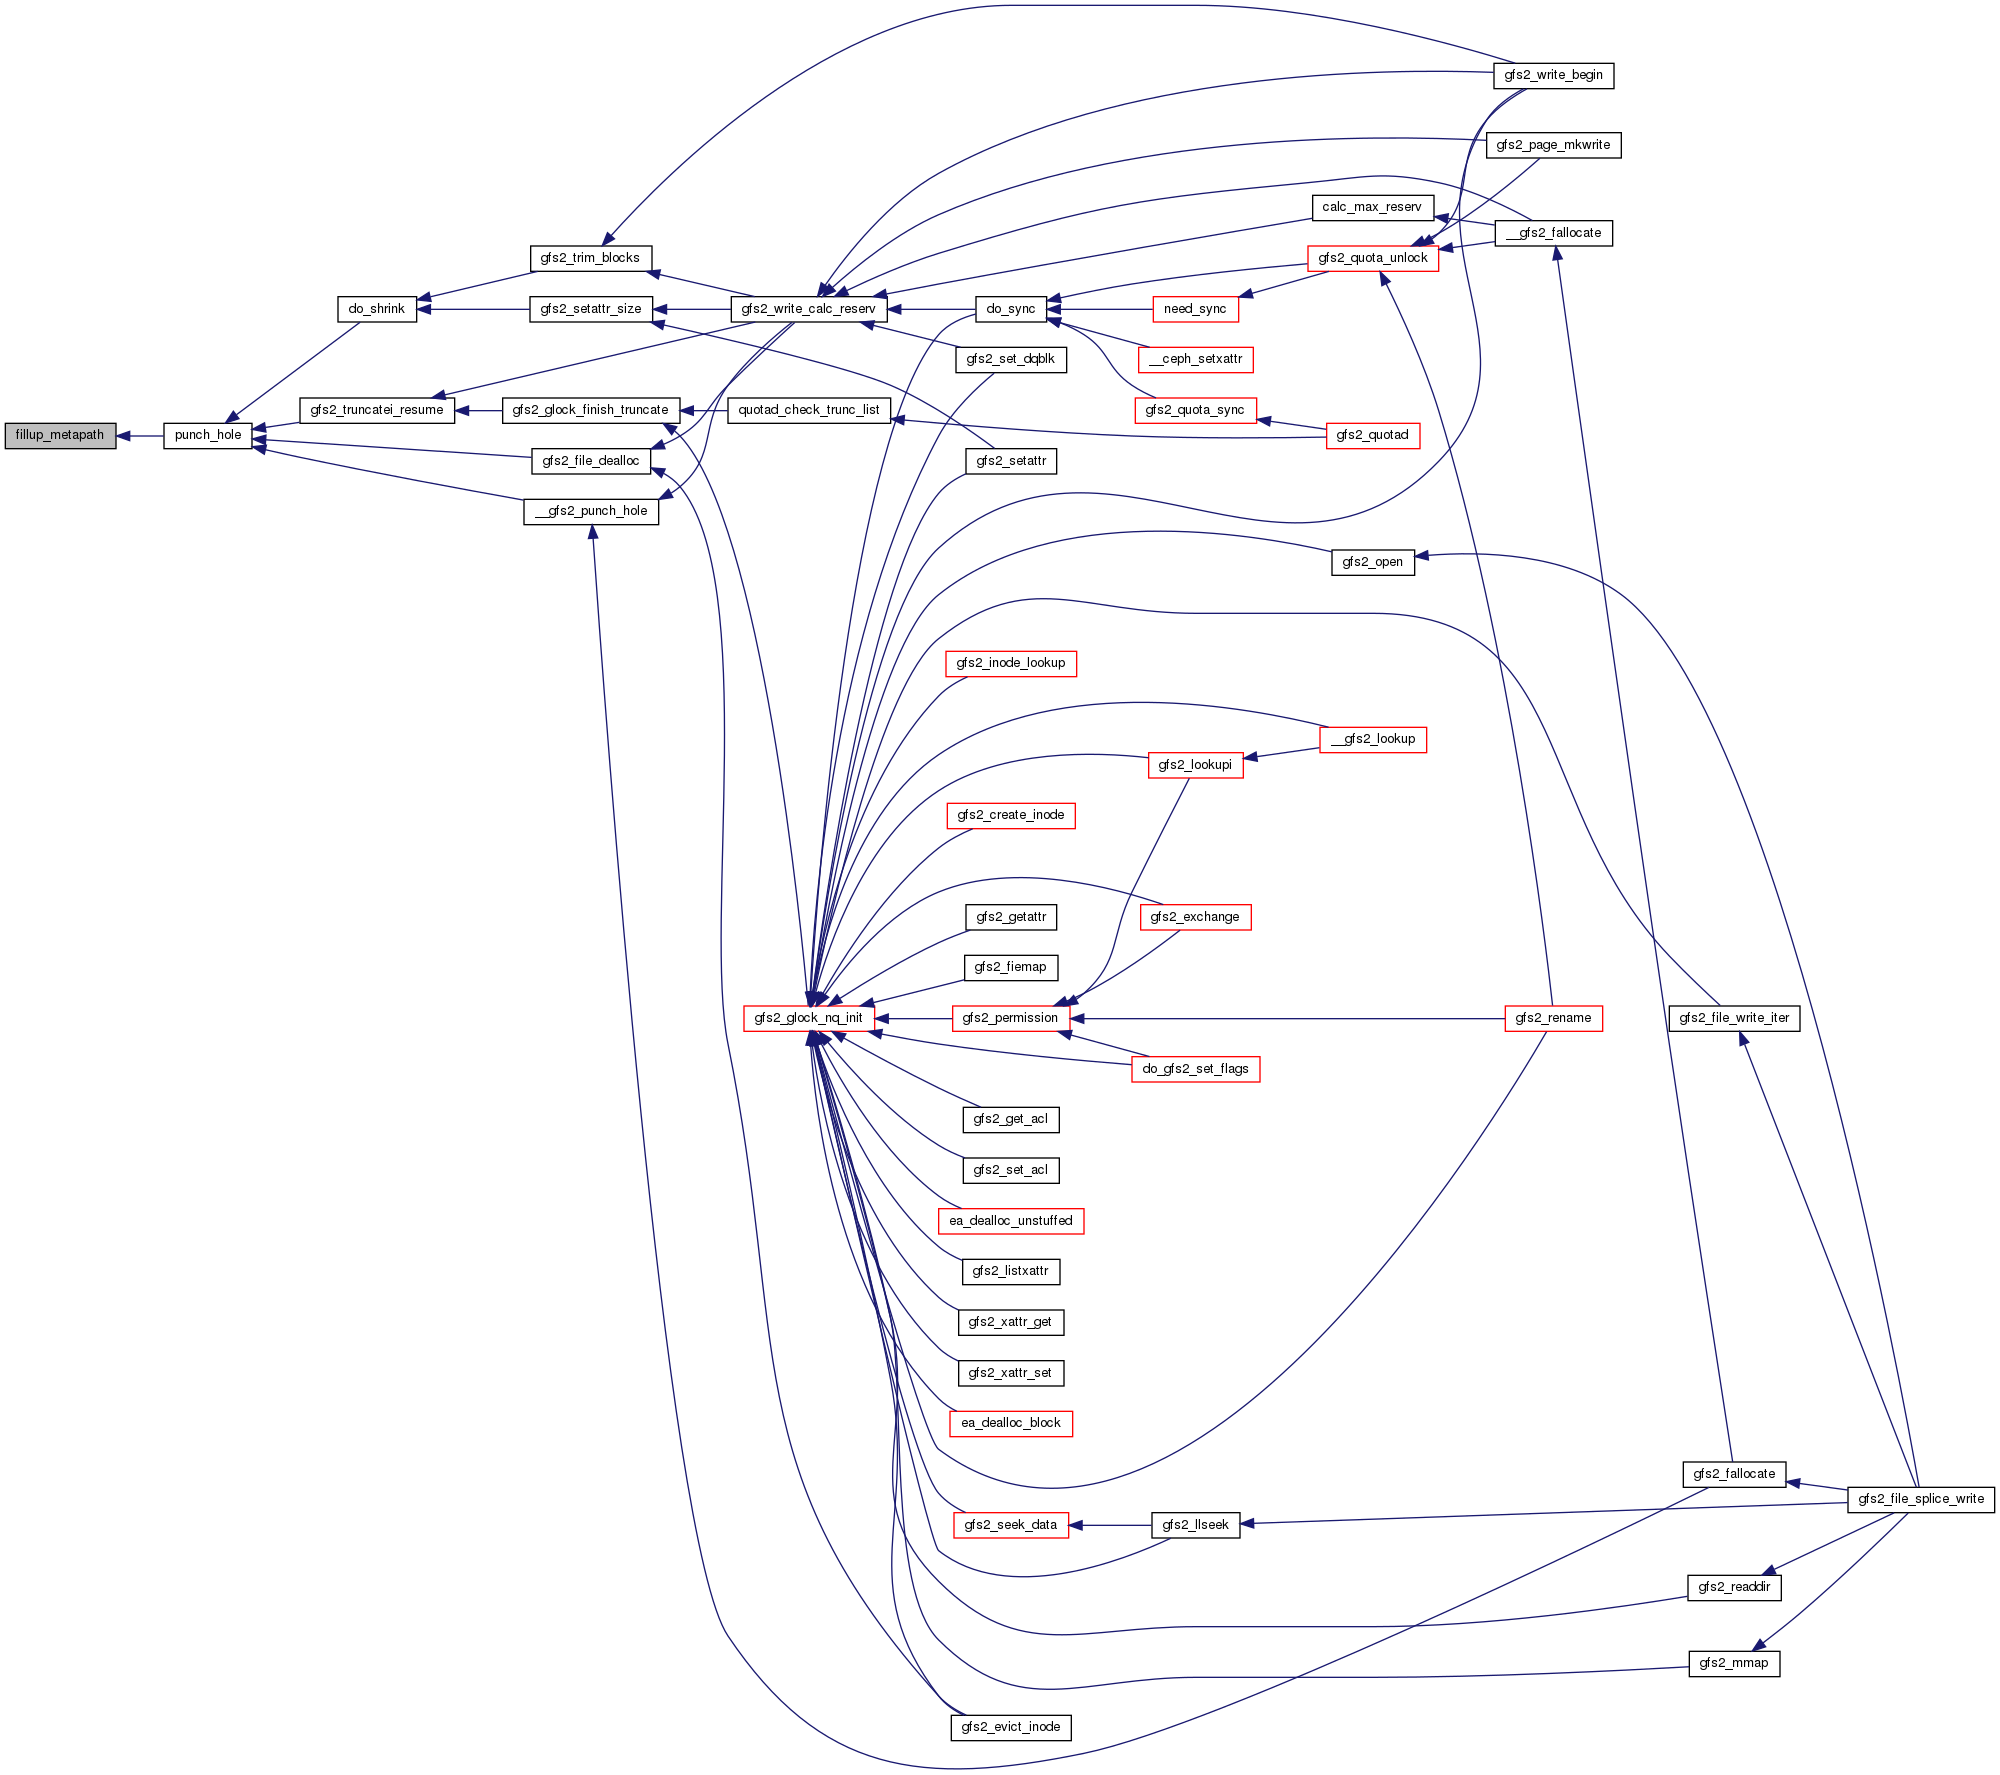 gfs2_write_begin
gfs2_page_mkwrite
calc_max_reserv
__gfs2_fallocate
gfs2_trim_blocks
gfs2_quota_unlock
do_shrink
gfs2_setattr_size
gfs2_write_calc_reserv
do_sync
need_sync
gfs2_set_dqblk
__ceph_setxattr
gfs2_truncatei_resume
gfs2_glock_finish_truncate
quotad_check_trunc_list
gfs2_quota_sync
fillup_metapath
punch_hole
gfs2_quotad
gfs2_file_dealloc
gfs2_setattr
__gfs2_punch_hole
gfs2_open
gfs2_inode_lookup
__gfs2_lookup
gfs2_lookupi
gfs2_create_inode
gfs2_getattr
gfs2_exchange
gfs2_fiemap
gfs2_glock_nq_init
gfs2_permission
gfs2_rename
gfs2_file_write_iter
do_gfs2_set_flags
gfs2_get_acl
gfs2_set_acl
ea_dealloc_unstuffed
gfs2_listxattr
gfs2_xattr_get
gfs2_xattr_set
ea_dealloc_block
gfs2_fallocate
gfs2_file_splice_write
gfs2_seek_data
gfs2_llseek
gfs2_readdir
gfs2_mmap
gfs2_evict_inode